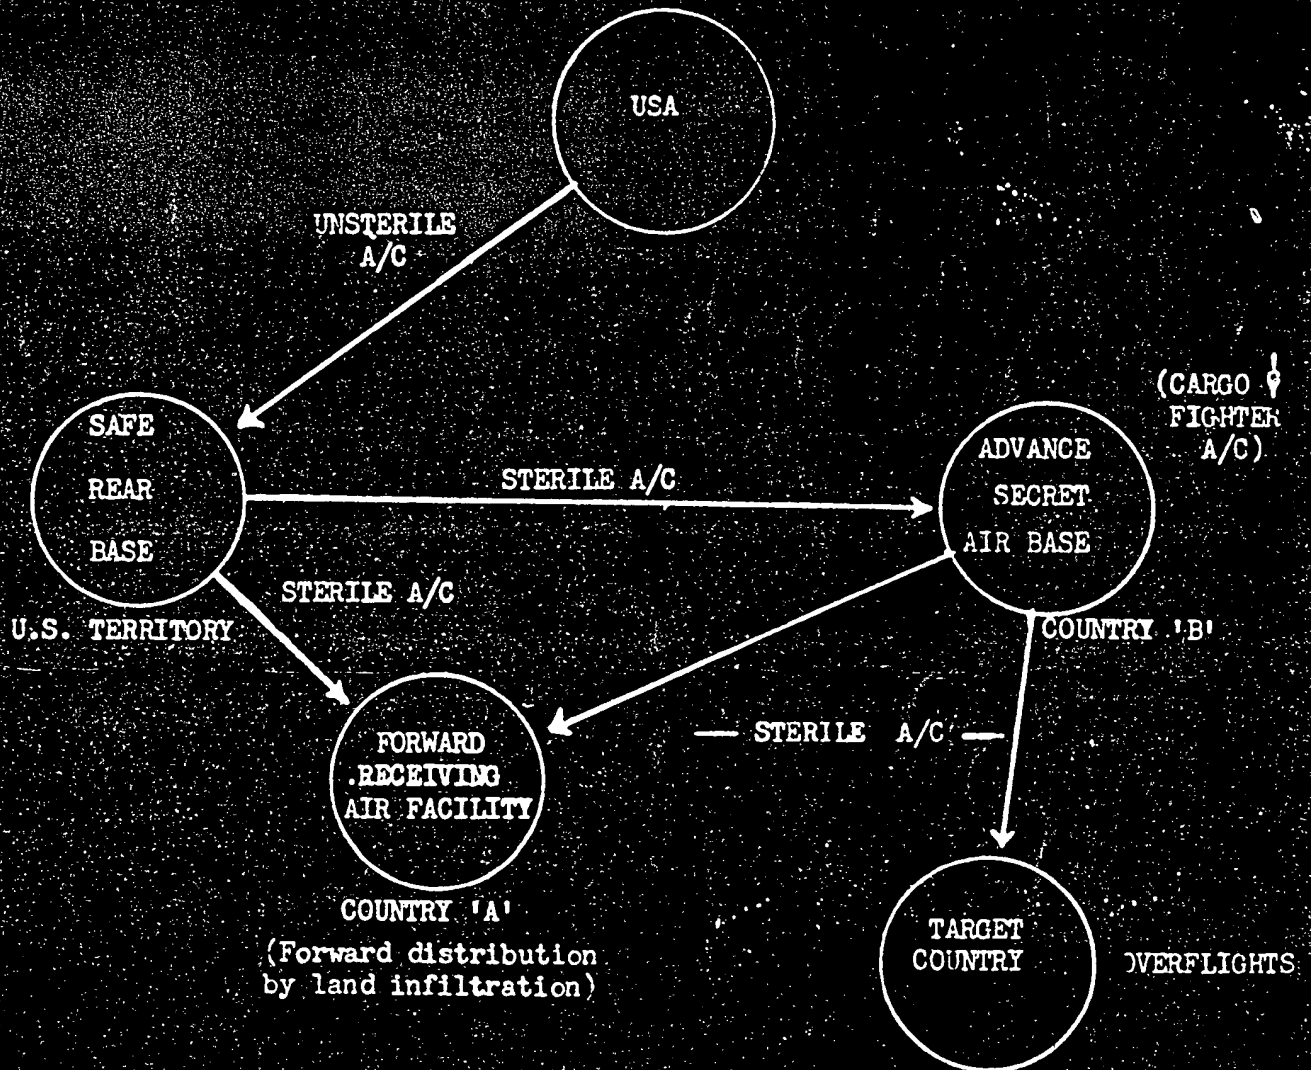 USA
UNSTERILE
A/C
(CARGO &
FIGHTER
A/C)
SAFE
REAR
BASE
STERILE A/C
ADVANCE
SECRET
AIR BASE
STERILE A/C
U.S. TERRITORY
COUNTRY 'B'
STERILE A/C
FORWARD
RECEIVING
AIR FACILITY
COUNTRY 'A'
(Forward distribution
by land infiltration)
TARGET
COUNTRY
OVERFLIGHTS